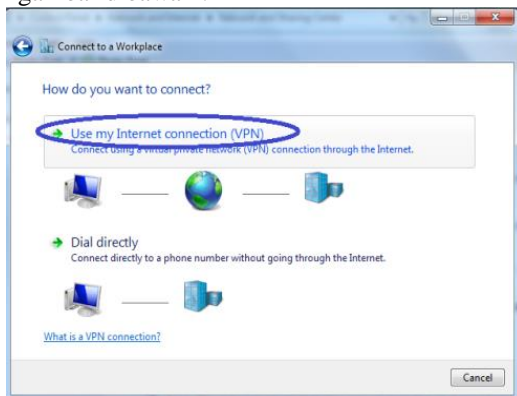 Connect to a Workplace
How do you want to connect?
Use my Internet connection (VPN)
Connect using a virtual private network (VPN) connection through the Internet.
Dial directly
Connect directly to a phone number without going through the Internet.
What is a VPN connection?
Cancel